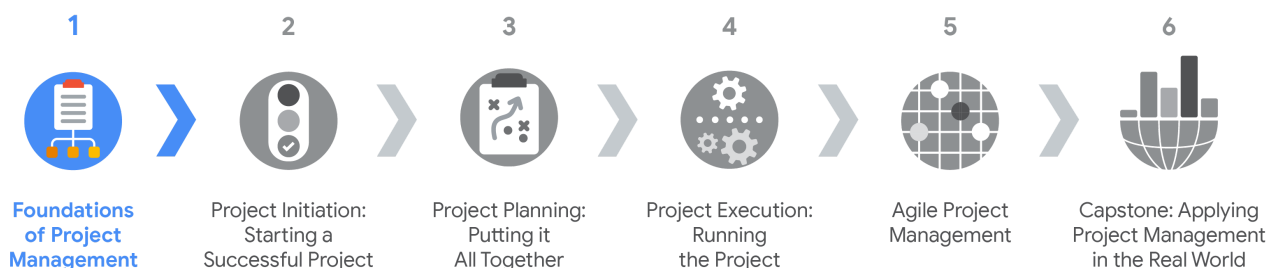 1
Foundations
of Project
Management
2
Project Initiation:
Starting a
Successful Project
3
Project Planning:
Putting it
All Together
4
Project Execution:
Running
the Project
5
Agile Project
Management
6
Capstone: Applying
Project Management
in the Real World